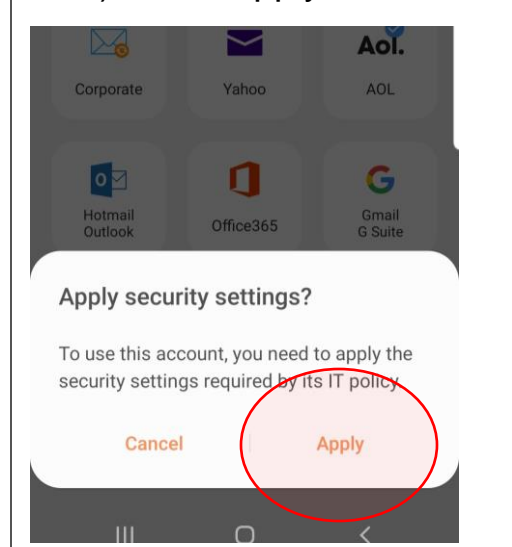 Corporate Yahoo AOL
Aol.
Hotmail Office365 Gmail
Outlook G Suite
Apply security settings?
To use this account, you need to apply the
security settings required by its IT policy
Cancel Apply